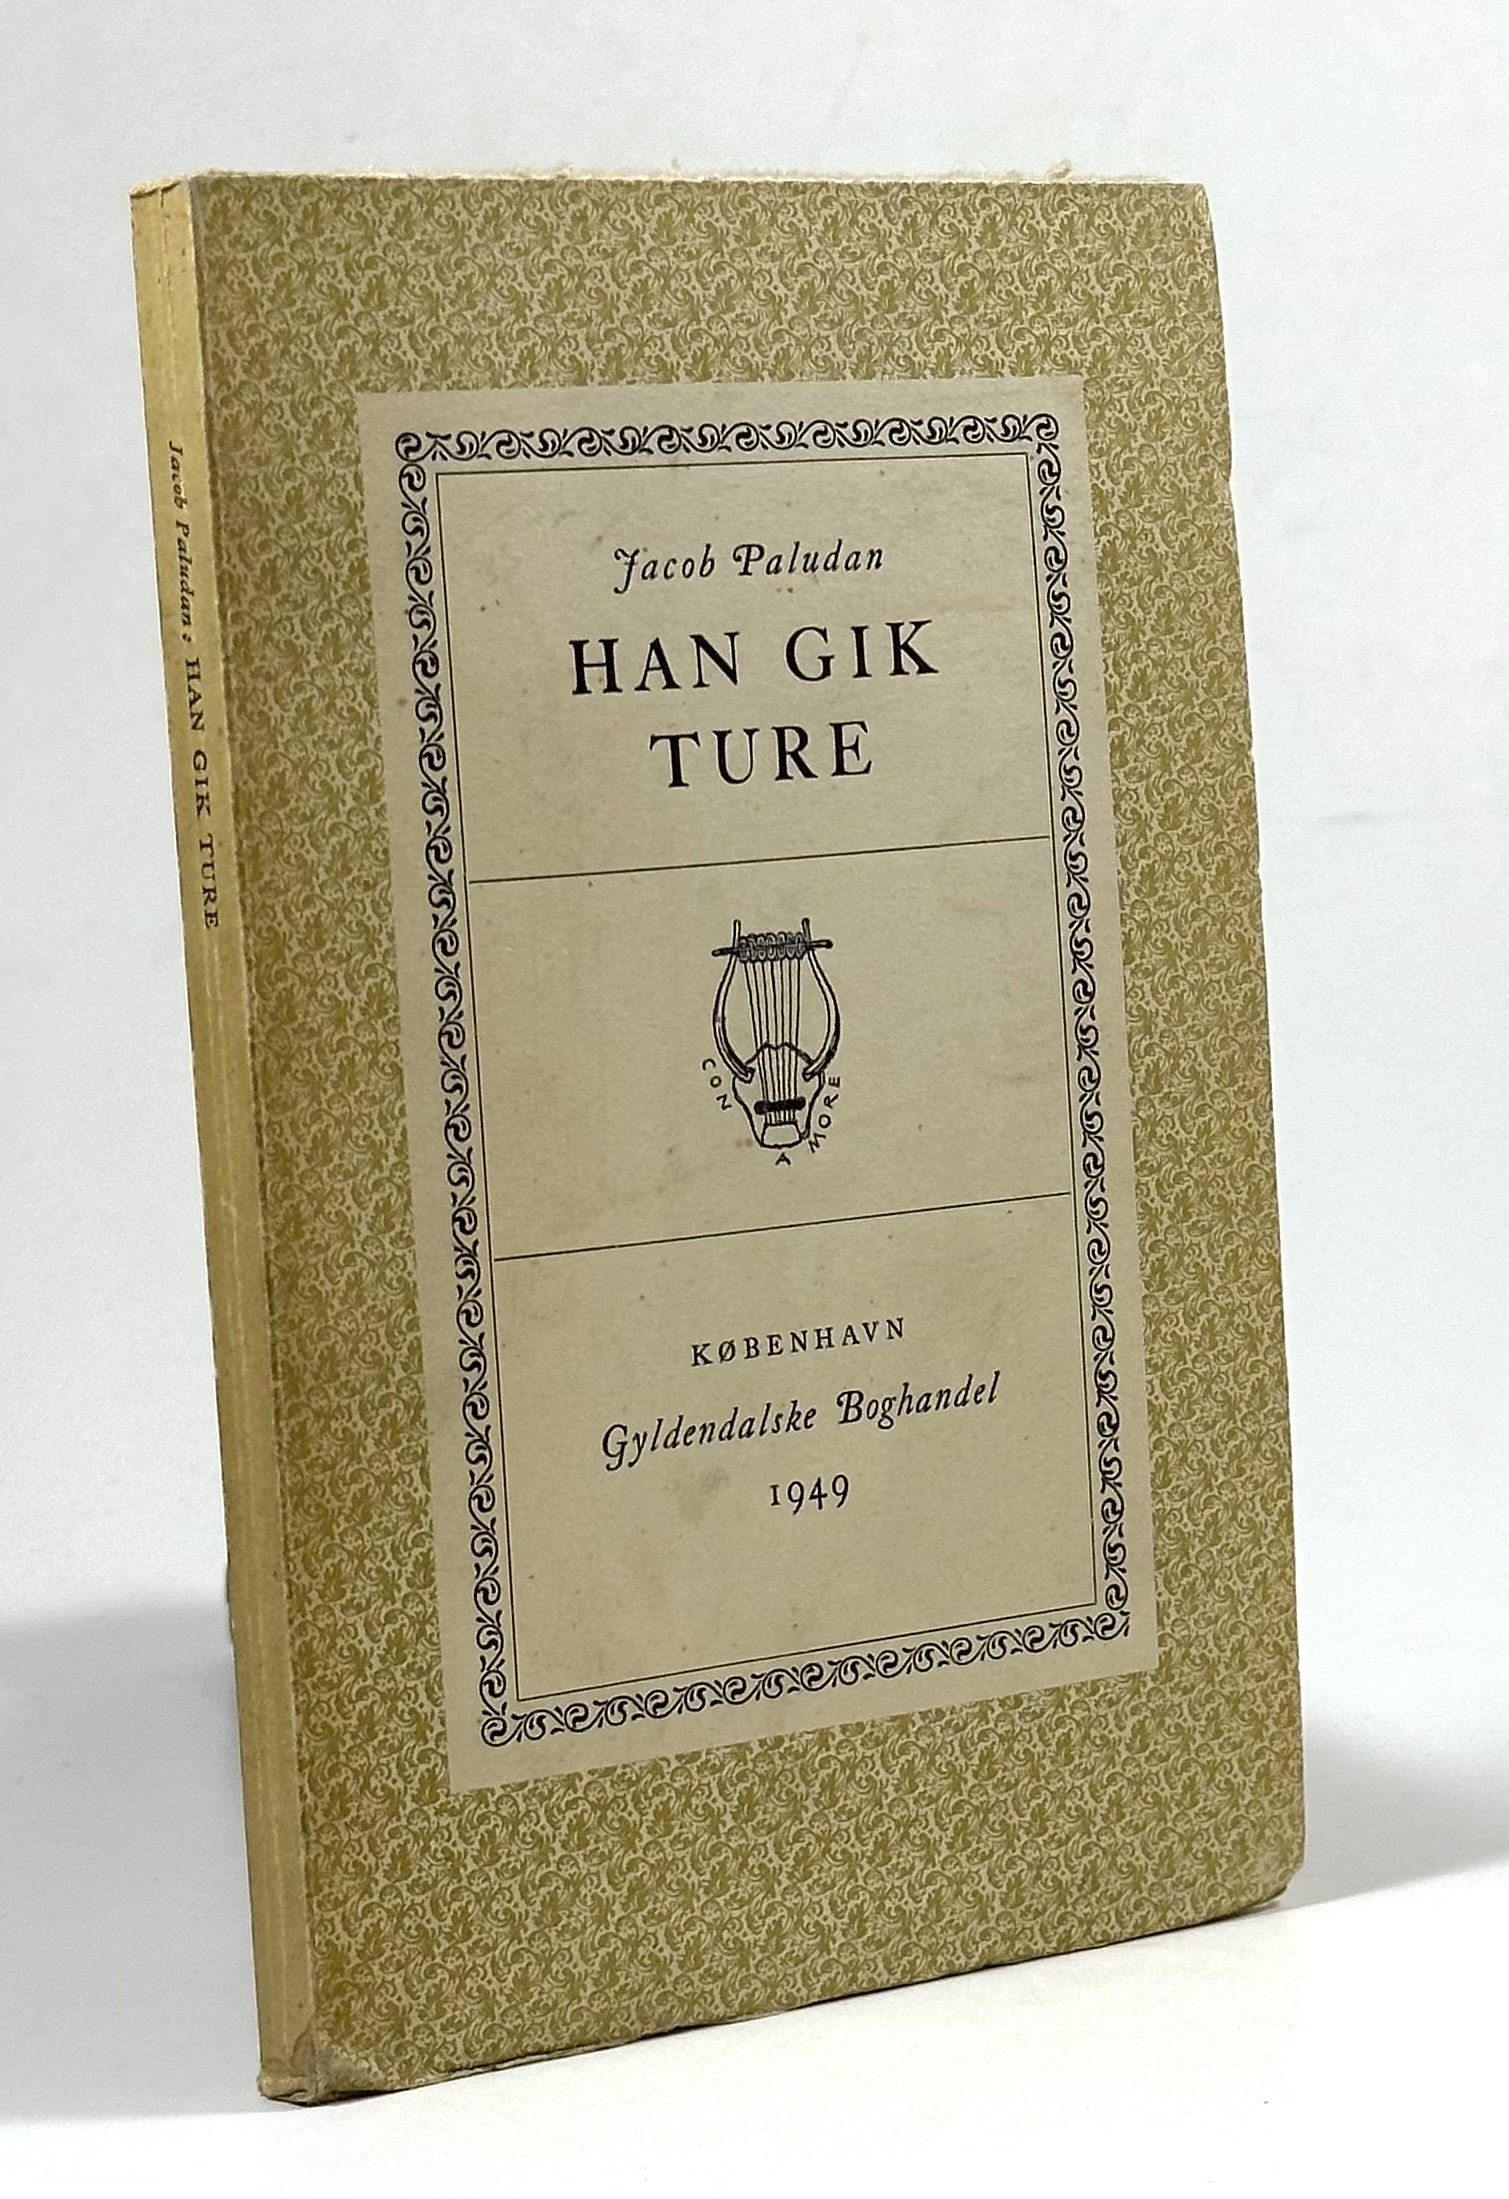 Jacob Paludan: HAN GIK TURE
Jacob Paludan
HAN GIK
TURE
CON
A
MORE
KØBENHAVN
Gyldendalske Boghandel
1949